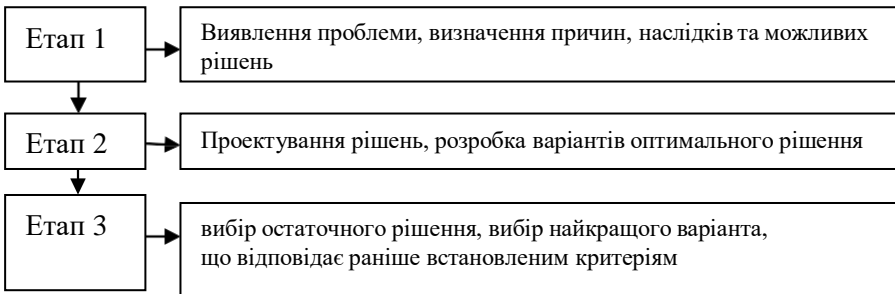 Етап 1
Виявлення проблеми, визначення причин, наслідків та можливих
рішень
Етап 2
Проектування рішень, розробка варіантів оптимального рішення
Етап 3
вибір остаточного рішення, вибір найкращого варіанта,
що відповідає раніше встановленим критеріям